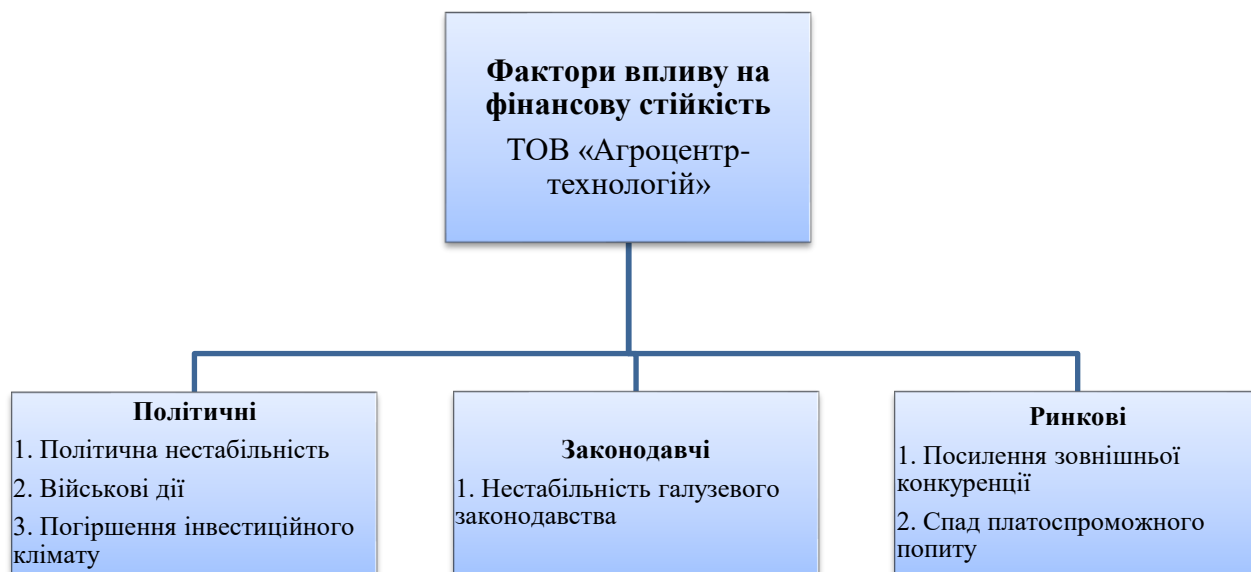 Фактори впливу на
фінансову стійкість
ТОВ «Агроцентр-
технологій»
Політичні
1. Політична нестабільність
2. Військові дії
3. Погіршення інвестиційного
клімату
Законодавчі
1. Нестабільність галузевого
законодавства
Ринкові
1. Посилення зовнішньої
конкуренції
2. Спад платоспроможного
попиту